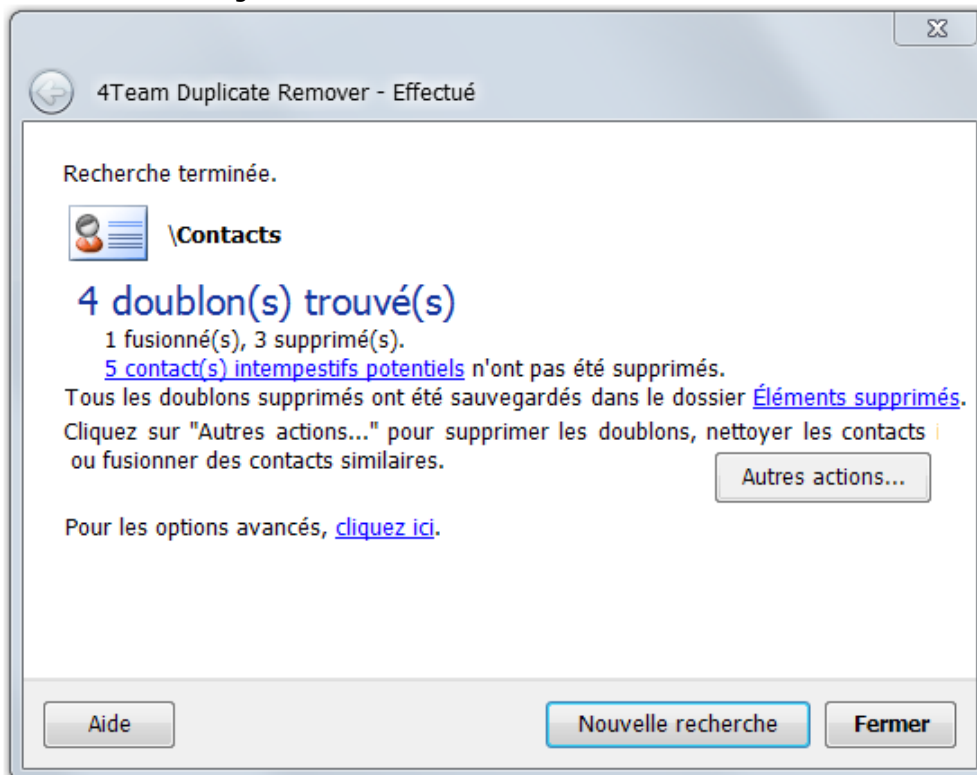 4Team Duplicate Remover - Effectué
Recherche terminée.
\Contacts
4 doublon(s) trouvé(s)
1 fusionné(s), 3 supprimé(s).
5 contact(s) intempestifs potentiels n'ont pas été supprimés.
Tous les doublons supprimés ont été sauvegardés dans le dossier Éléments supprimés.
Cliquez sur "Autres actions..." pour supprimer les doublons, nettoyer les contacts
ou fusionner des contacts similaires.
Autres actions...
Pour les options avancés, cliquez ici.
Aide
Nouvelle recherche
Fermer